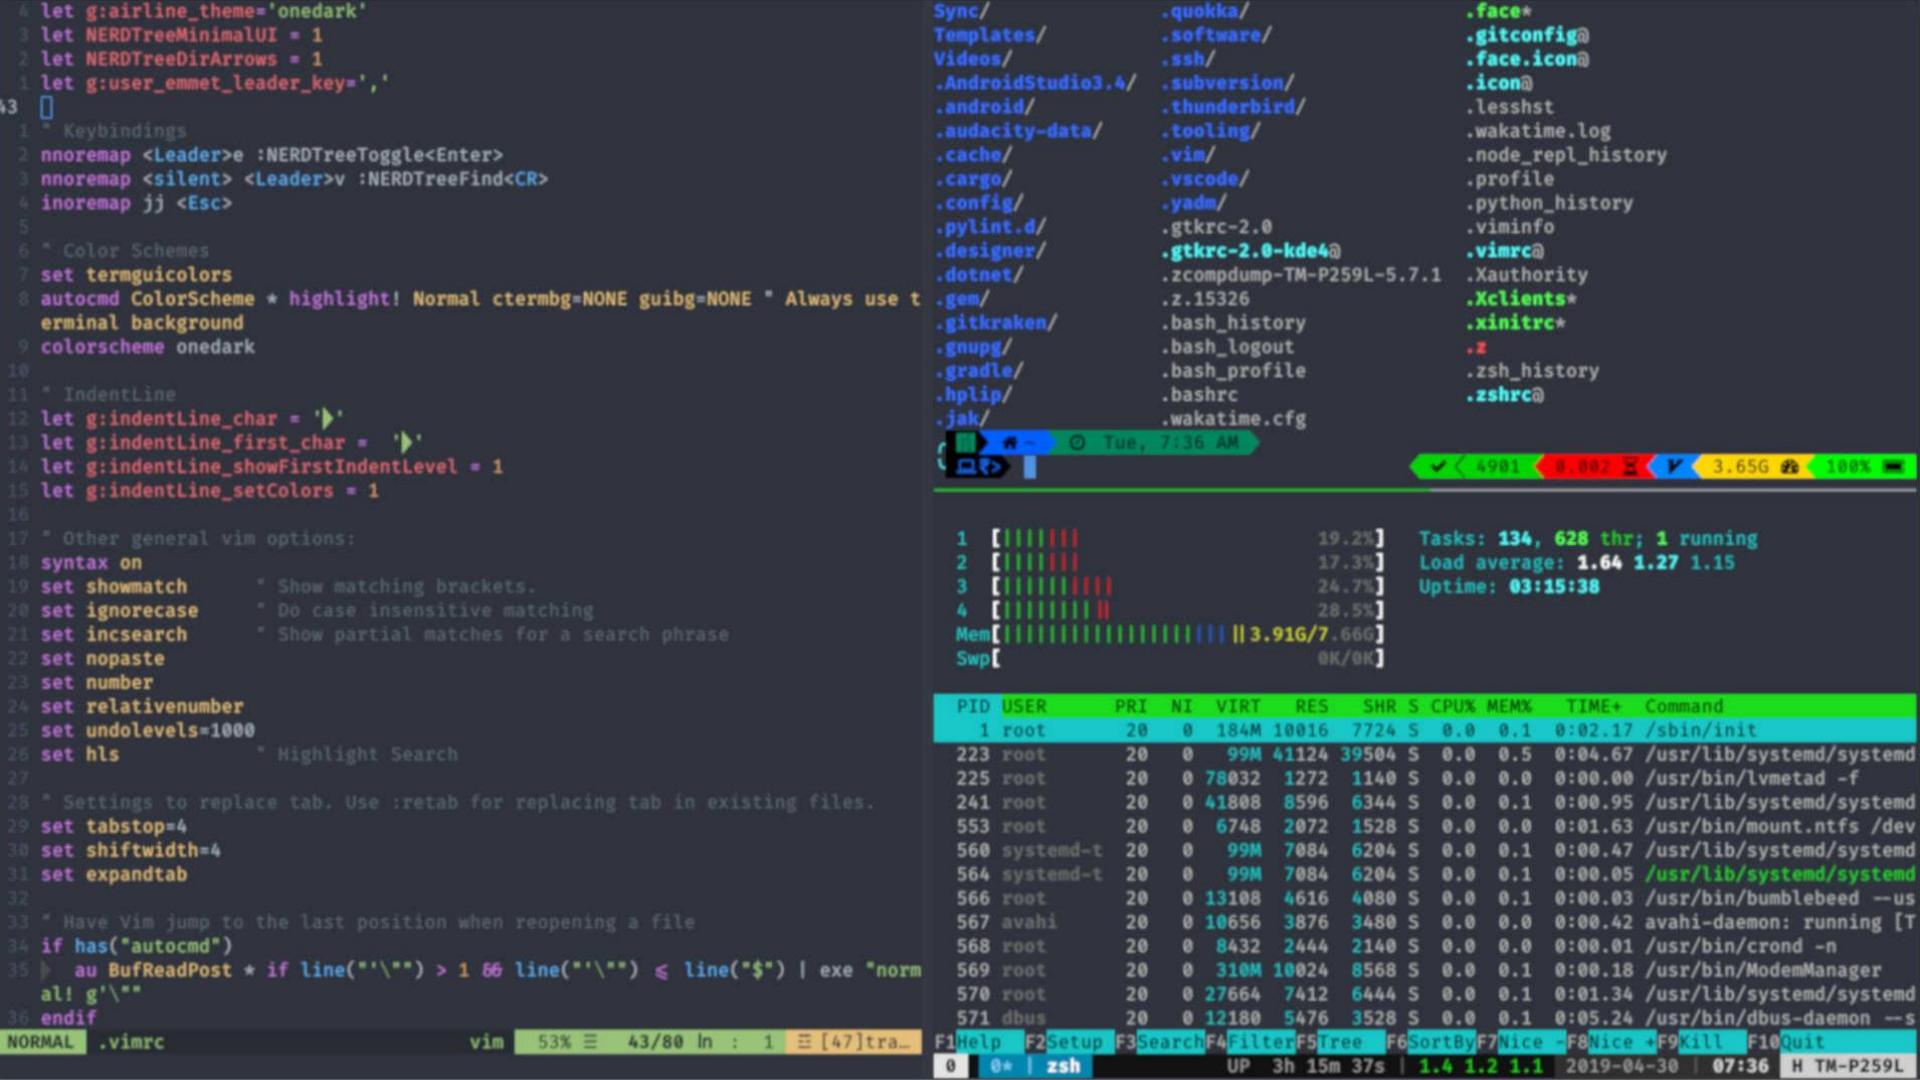 4 let g:airline_theme='onedark'
3 let NERDTreeMinimalUI = 1
2 let NERDTreeDirArrows = 1
1 let g:user_emmet_leader_key=','
43
1 " Keybindings
2 nnoremap <Leader>e :NERDTreeToggle<Enter>
3 nnoremap <silent> <Leader>v :NERDTreeFind<CR>
4 inoremap jj <Esc>
5
6 " Color Schemes
7 set termguicolors
8 autocmd ColorScheme * highlight! Normal ctermbg=NONE guibg=NONE " Always use t
erminal background
9 colorscheme onedark
10
11 " IndentLine
12 let g:indentLine_char = ''
13 let g:indentLine_first_char = ''
14 let g:indentLine_showFirstIndentLevel = 1
15 let g:indentLine_setColors = 1
16
17 " Other general vim options:
18 syntax on
19 set showmatch " Show matching brackets.
20 set ignorecase " Do case insensitive matching
21 set incsearch " Show partial matches for a search phrase
22 set nopaste
23 set number
24 set relativenumber
25 set undolevels=1000
26 set hls " Highlight Search
27
28 " Settings to replace tab. Use :retab for replacing tab in existing files.
29 set tabstop=4
30 set shiftwidth=4
31 set expandtab
32
33 " Have Vim jump to the last position when reopening a file
34 if has("autocmd")
35 au BufReadPost * if line("'\"") > 1 && line("'\"") <= line("$") | exe "norm
al! g'\""
36 endif
NORMAL .vimrc vim 53% ☰ 43/80 ln : 1 ☲ [47]tra…
Sync/ .quokka/ .face*
Templates/ .software/ .gitconfig@
Videos/ .ssh/ .face.icon@
.AndroidStudio3.4/ .subversion/ .icon@
.android/ .thunderbird/ .lesshst
.audacity-data/ .tooling/ .wakatime.log
.cache/ .vim/ .node_repl_history
.cargo/ .vscode/ .profile
.config/ .yadm/ .python_history
.pylint.d/ .gtkrc-2.0 .viminfo
.designer/ .gtkrc-2.0-kde4@ .vimrc@
.dotnet/ .zcompdump-TM-P259L-5.7.1 .Xauthority
.gem/ .z.15326 .Xclients*
.gitkraken/ .bash_history .xinitrc*
.gnupg/ .bash_logout .z
.gradle/ .bash_profile .zsh_history
.hplip/ .bashrc .zshrc@
.jak/ .wakatime.cfg
~ Tue, 7:36 AM
4901 0.002 3.65G 100%
1 [||||||| 19.2%] Tasks: 134, 628 thr; 1 running
2 [||||||| 17.3%] Load average: 1.64 1.27 1.15
3 [|||||||||| 24.7%] Uptime: 03:15:38
4 [|||||||||| 28.5%]
Mem[||||||||||||||||||||||3.91G/7.66G]
Swp[ 0K/0K]
PID USER PRI NI VIRT RES SHR S CPU% MEM% TIME+ Command
1 root 20 0 184M 10016 7724 S 0.0 0.1 0:02.17 /sbin/init
223 root 20 0 99M 41124 39504 S 0.0 0.5 0:04.67 /usr/lib/systemd/systemd
225 root 20 0 78032 1272 1140 S 0.0 0.0 0:00.00 /usr/bin/lvmetad -f
241 root 20 0 41808 8596 6344 S 0.0 0.1 0:00.95 /usr/lib/systemd/systemd
553 root 20 0 6748 2072 1528 S 0.0 0.0 0:01.63 /usr/bin/mount.ntfs /dev
560 systemd-t 20 0 99M 7084 6204 S 0.0 0.1 0:00.47 /usr/lib/systemd/systemd
564 systemd-t 20 0 99M 7084 6204 S 0.0 0.1 0:00.05 /usr/lib/systemd/systemd
566 root 20 0 13108 4616 4080 S 0.0 0.1 0:00.03 /usr/bin/bumblebeed --us
567 avahi 20 0 10656 3876 3480 S 0.0 0.0 0:00.42 avahi-daemon: running [T
568 root 20 0 8432 2444 2140 S 0.0 0.0 0:00.01 /usr/bin/crond -n
569 root 20 0 310M 10024 8568 S 0.0 0.1 0:00.18 /usr/bin/ModemManager
570 root 20 0 27664 7412 6444 S 0.0 0.1 0:01.34 /usr/lib/systemd/systemd
571 dbus 20 0 12180 5476 3528 S 0.0 0.1 0:05.24 /usr/bin/dbus-daemon --s
F1Help F2Setup F3SearchF4FilterF5Tree F6SortByF7Nice -F8Nice +F9Kill F10Quit
0 0* | zsh UP 3h 15m 37s | 1.4 1.2 1.1 2019-04-30 07:36 H TM-P259L